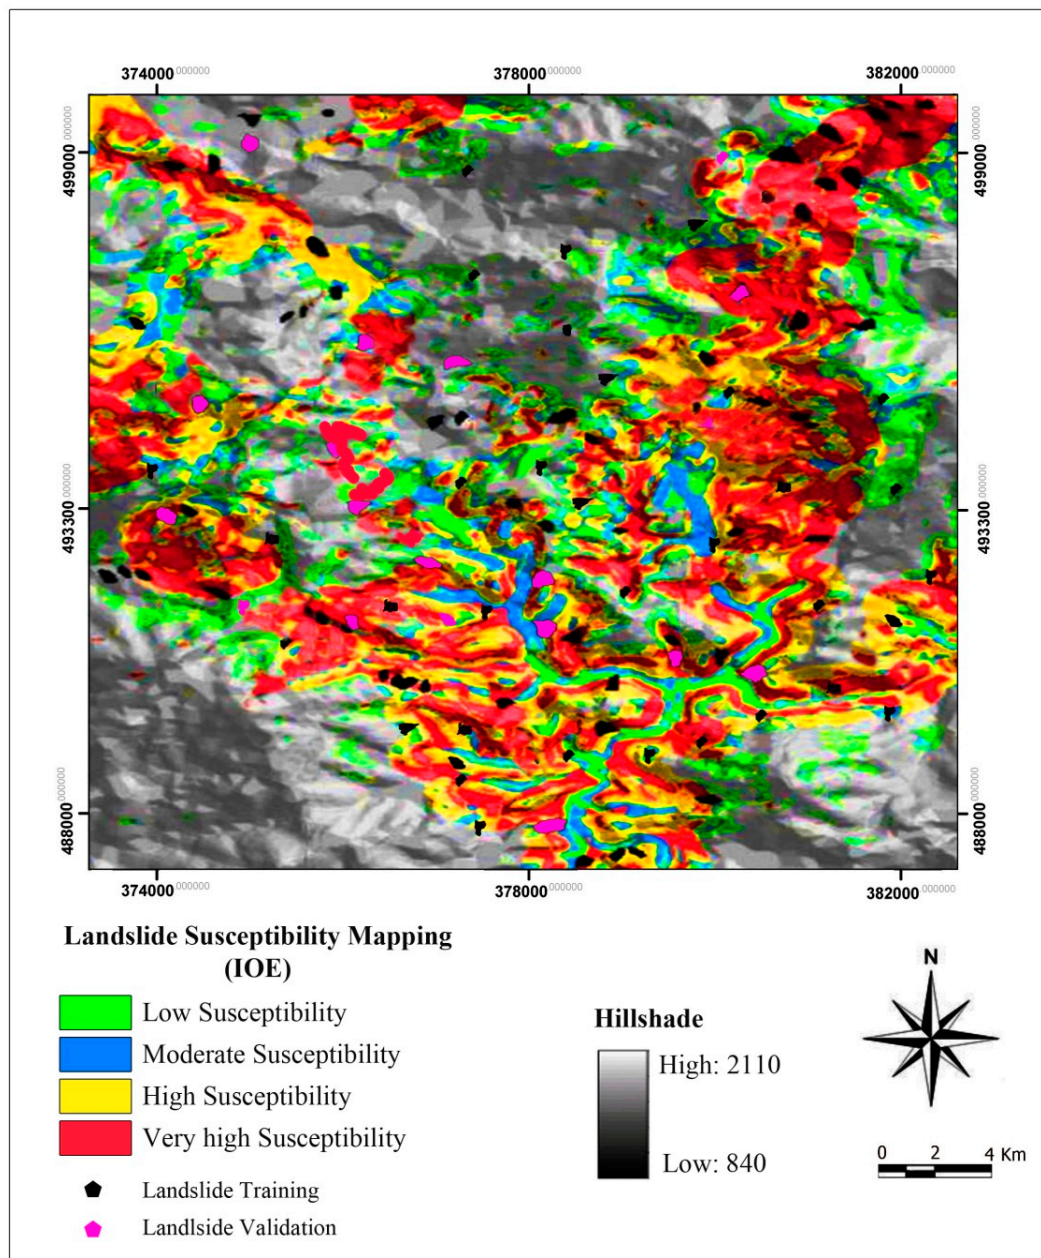 374000.000000 378000.000000 382000.000000
499000.000000 499000.000000
493300.000000 493300.000000
488000.000000 488000.000000
374000.000000 378000.000000 382000.000000
Landslide Susceptibility Mapping
(IOE)
Low Susceptibility
Moderate Susceptibility
High Susceptibility
Very high Susceptibility
Landslide Training
Landlside Validation
Hillshade
High: 2110
Low: 840
N
0 2 4 Km